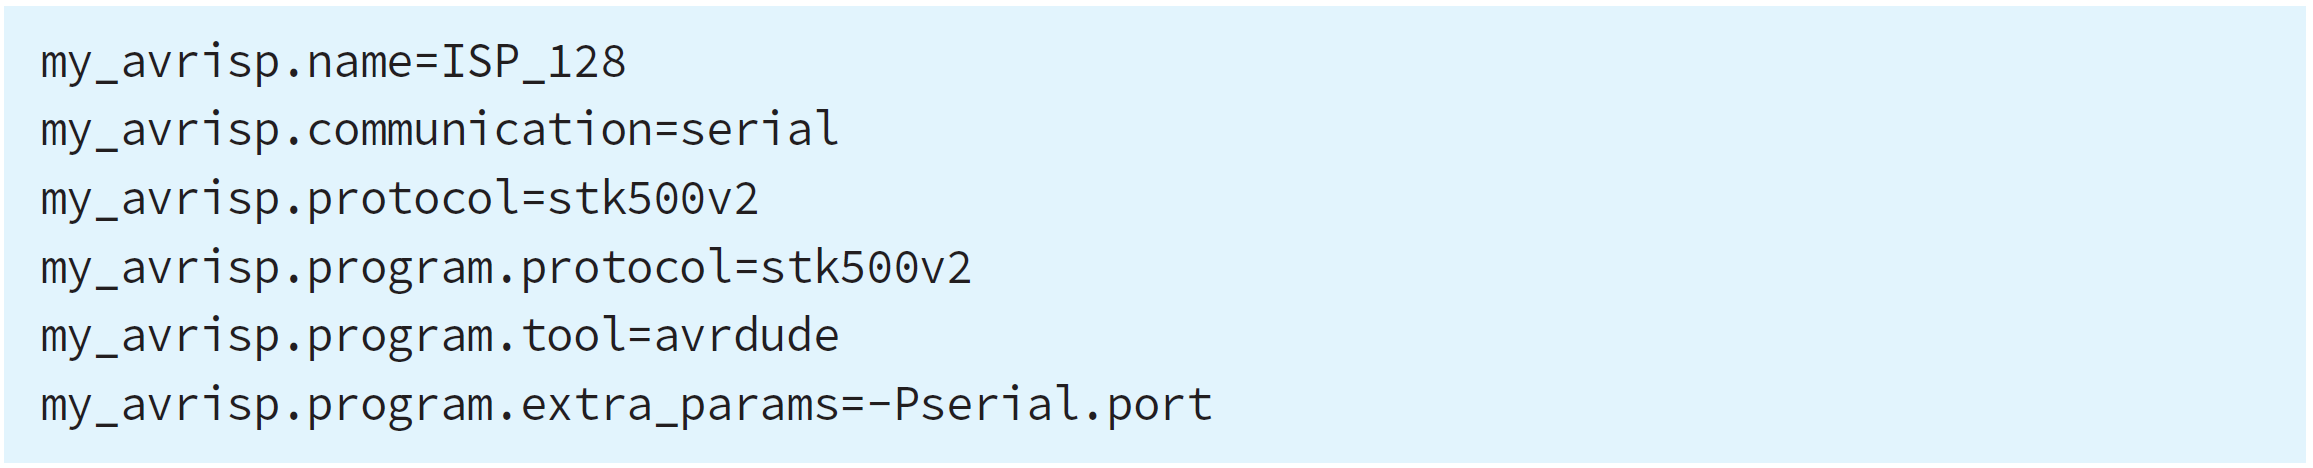 my_avrisp.name=ISP_128
my_avrisp.communication=serial
my_avrisp.protocol=stk500v2
my_avrisp.program.protocol=stk500v2
my_avrisp.program.tool=avrdude
my_avrisp.program.extra_params=-Pserial.port